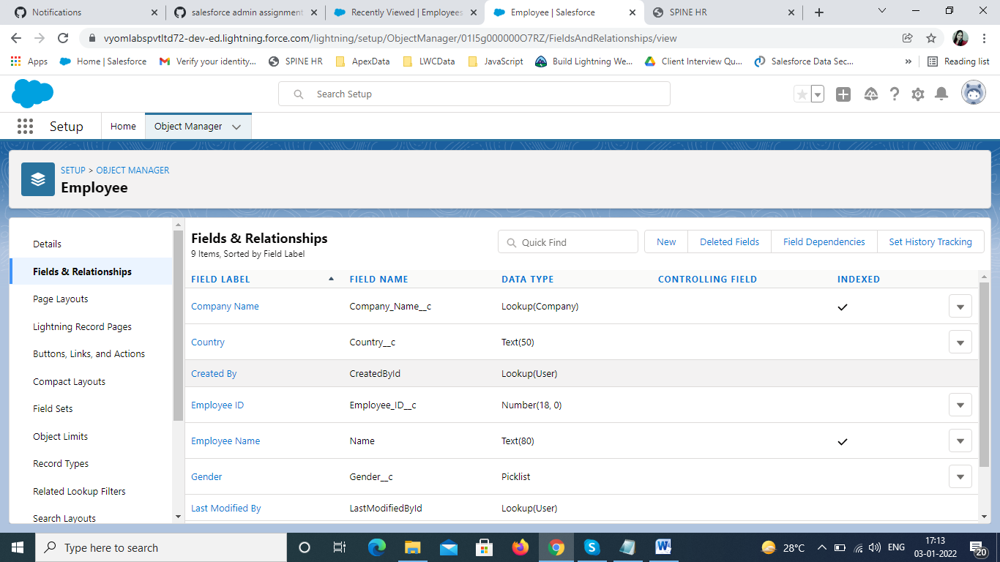 Notifications
salesforce admin assignment
Recently Viewed | Employees
Employee | Salesforce
SPINE HR
vyomlabspvtltd72-dev-ed.lightning.force.com/lightning/setup/ObjectManager/01I5g000000O7RZ/FieldsAndRelationships/view
Apps
Home | Salesforce
Verify your identity...
SPINE HR
ApexData
LWCData
JavaScript
Build Lightning We...
Client Interview Qu...
Salesforce Data Sec...
»
Reading list
Search Setup
Setup
Home
Object Manager
SETUP > OBJECT MANAGER
Employee
Details
Fields & Relationships
Page Layouts
Lightning Record Pages
Buttons, Links, and Actions
Compact Layouts
Field Sets
Object Limits
Record Types
Related Lookup Filters
Search Layouts
Fields & Relationships
9 Items, Sorted by Field Label
Quick Find
New
Deleted Fields
Field Dependencies
Set History Tracking
FIELD LABEL FIELD NAME DATA TYPE CONTROLLING FIELD INDEXED
Company Name Company_Name__c Lookup(Company)
Country Country__c Text(50)
Created By CreatedById Lookup(User)
Employee ID Employee_ID__c Number(18, 0)
Employee Name Name Text(80)
Gender Gender__c Picklist
Last Modified By LastModifiedById Lookup(User)
Type here to search
28°C
ENG
17:13
03-01-2022
20